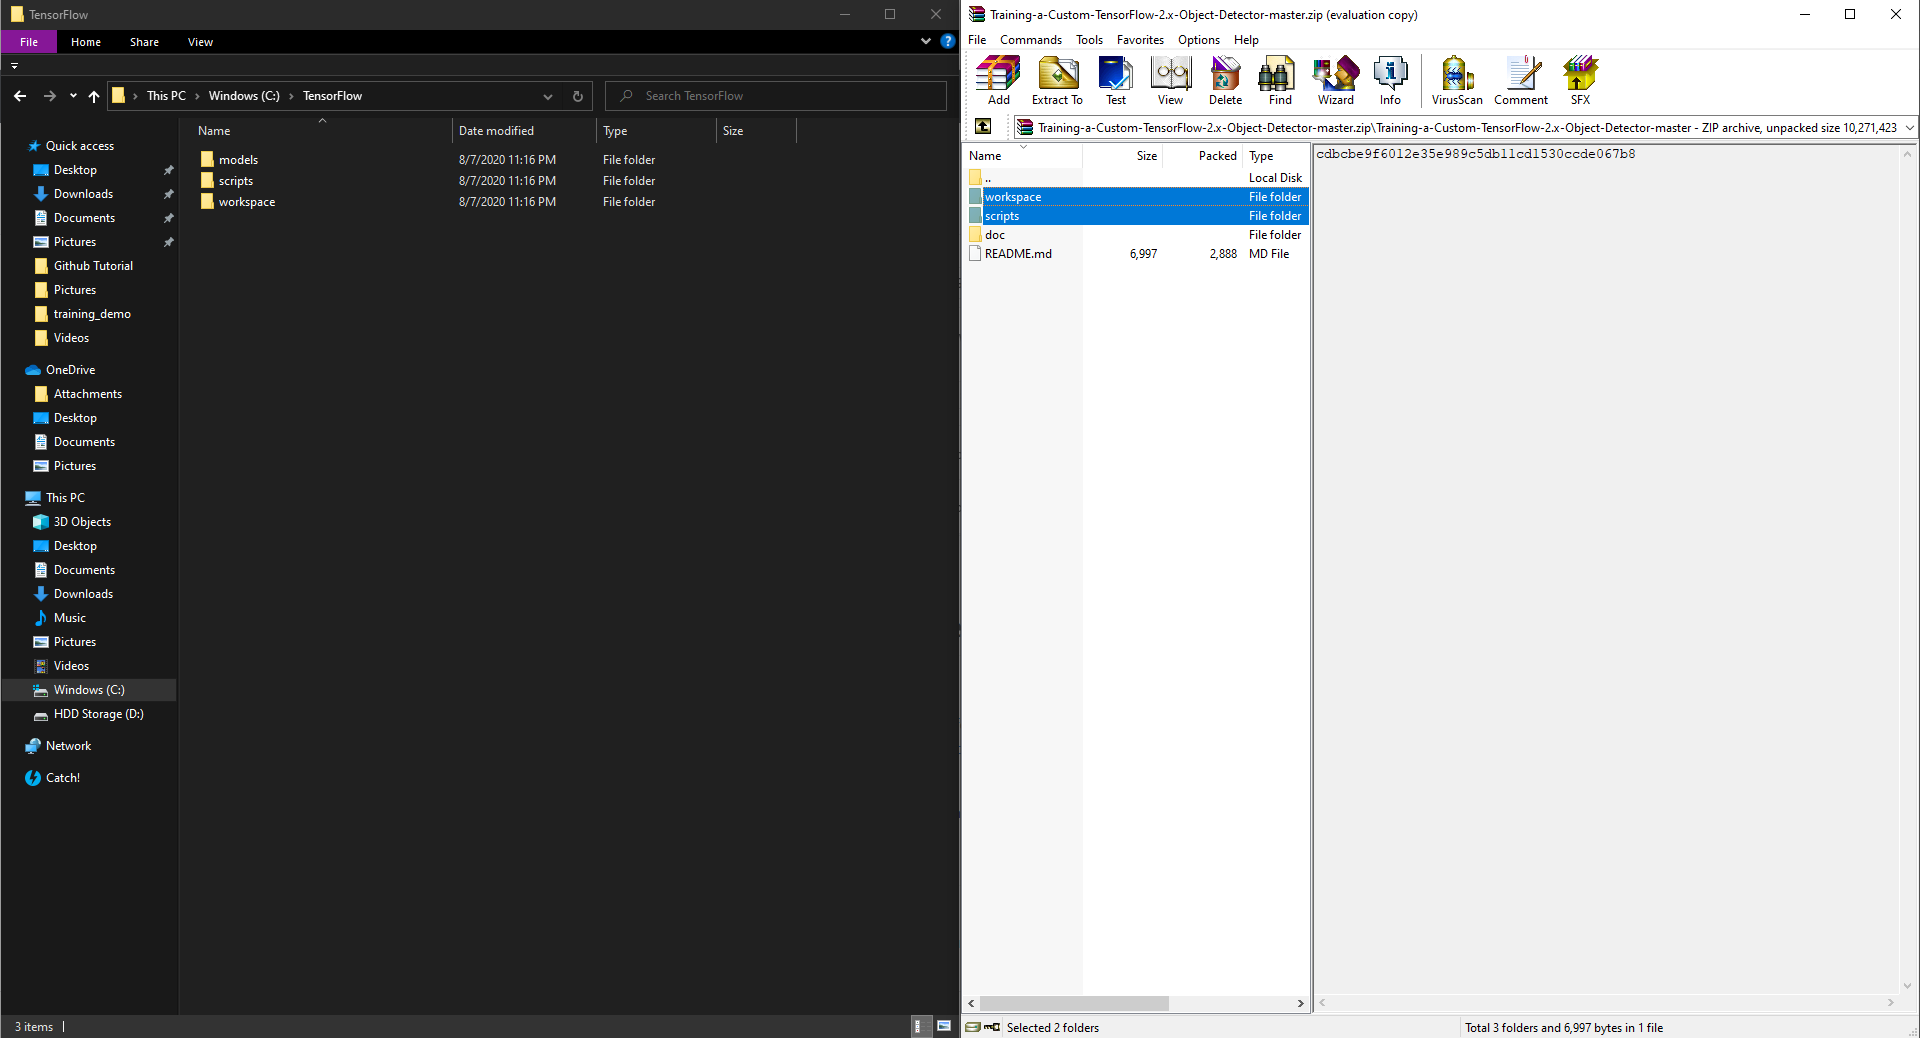 TensorFlow
File Home Share View
This PC Windows (C:) TensorFlow
Search TensorFlow
Name Date modified Type Size
models 8/7/2020 11:16 PM File folder
scripts 8/7/2020 11:16 PM File folder
workspace 8/7/2020 11:16 PM File folder
Quick access
Desktop
Downloads
Documents
Pictures
Github Tutorial
Pictures
training_demo
Videos
OneDrive
Attachments
Desktop
Documents
Pictures
This PC
3D Objects
Desktop
Documents
Downloads
Music
Pictures
Videos
Windows (C:)
HDD Storage (D:)
Network
Catch!
3 items
Training-a-Custom-TensorFlow-2.x-Object-Detector-master.zip (evaluation copy)
File Commands Tools Favorites Options Help
Add Extract To Test View Delete Find Wizard Info VirusScan Comment SFX
Training-a-Custom-TensorFlow-2.x-Object-Detector-master.zip\Training-a-Custom-TensorFlow-2.x-Object-Detector-master - ZIP archive, unpacked size 10,271,423
Name Size Packed Type
.. Local Disk
workspace File folder
scripts File folder
doc File folder
README.md 6,997 2,888 MD File
cdbcbe9f6012e35e989c5db11cd1530ccde067b8
Selected 2 folders
Total 3 folders and 6,997 bytes in 1 file